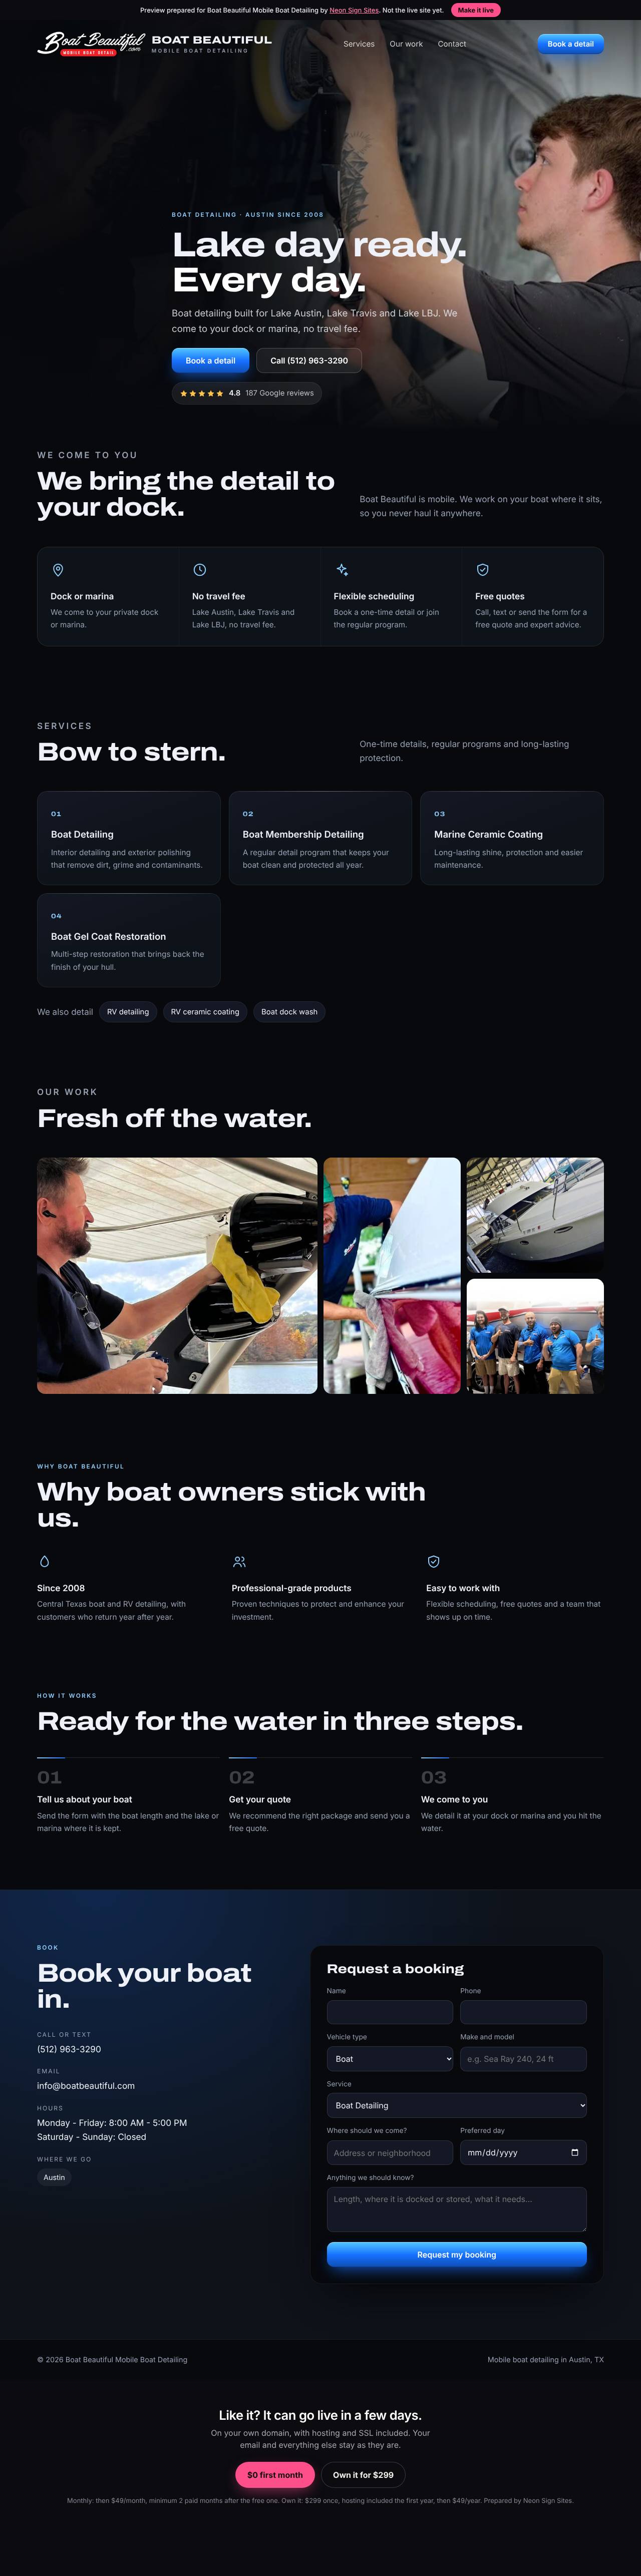 Preview prepared for Boat Beautiful Mobile Boat Detailing by Neon Sign Sites. Not the live site yet. Make it live
Boat Beautiful .com
MOBILE BOAT DETAIL
BOAT BEAUTIFUL
MOBILE BOAT DETAILING
Services Our work Contact
Book a detail
BOAT DETAILING · AUSTIN SINCE 2008
Lake day ready.
Every day.
Boat detailing built for Lake Austin, Lake Travis and Lake LBJ. We
come to your dock or marina, no travel fee.
Book a detail Call (512) 963-3290
4.8 187 Google reviews
WE COME TO YOU
We bring the detail to
your dock.
Boat Beautiful is mobile. We work on your boat where it sits,
so you never haul it anywhere.
Dock or marina
We come to your private dock
or marina.
No travel fee
Lake Austin, Lake Travis and
Lake LBJ, no travel fee.
Flexible scheduling
Book a one-time detail or join
the regular program.
Free quotes
Call, text or send the form for a
free quote and expert advice.
SERVICES
Bow to stern.
One-time details, regular programs and long-lasting
protection.
01
Boat Detailing
Interior detailing and exterior polishing
that remove dirt, grime and contaminants.
02
Boat Membership Detailing
A regular detail program that keeps your
boat clean and protected all year.
03
Marine Ceramic Coating
Long-lasting shine, protection and easier
maintenance.
04
Boat Gel Coat Restoration
Multi-step restoration that brings back the
finish of your hull.
We also detail RV detailing RV ceramic coating Boat dock wash
OUR WORK
Fresh off the water.
WHY BOAT BEAUTIFUL
Why boat owners stick with
us.
Since 2008
Central Texas boat and RV detailing, with
customers who return year after year.
Professional-grade products
Proven techniques to protect and enhance your
investment.
Easy to work with
Flexible scheduling, free quotes and a team that
shows up on time.
HOW IT WORKS
Ready for the water in three steps.
01
Tell us about your boat
Send the form with the boat length and the lake or
marina where it is kept.
02
Get your quote
We recommend the right package and send you a
free quote.
03
We come to you
We detail it at your dock or marina and you hit the
water.
BOOK
Book your boat
in.
CALL OR TEXT
(512) 963-3290
EMAIL
info@boatbeautiful.com
HOURS
Monday - Friday: 8:00 AM - 5:00 PM
Saturday - Sunday: Closed
WHERE WE GO
Austin
Request a booking
Name Phone
Vehicle type Make and model
Boat e.g. Sea Ray 240, 24 ft
Service
Boat Detailing
Where should we come? Preferred day
Address or neighborhood mm/dd/yyyy
Anything we should know?
Length, where it is docked or stored, what it needs...
Request my booking
© 2026 Boat Beautiful Mobile Boat Detailing
Mobile boat detailing in Austin, TX
Like it? It can go live in a few days.
On your own domain, with hosting and SSL included. Your
email and everything else stay as they are.
$0 first month Own it for $299
Monthly: then $49/month, minimum 2 paid months after the free one. Own it: $299 once, hosting included the first year, then $49/year. Prepared by Neon Sign Sites.